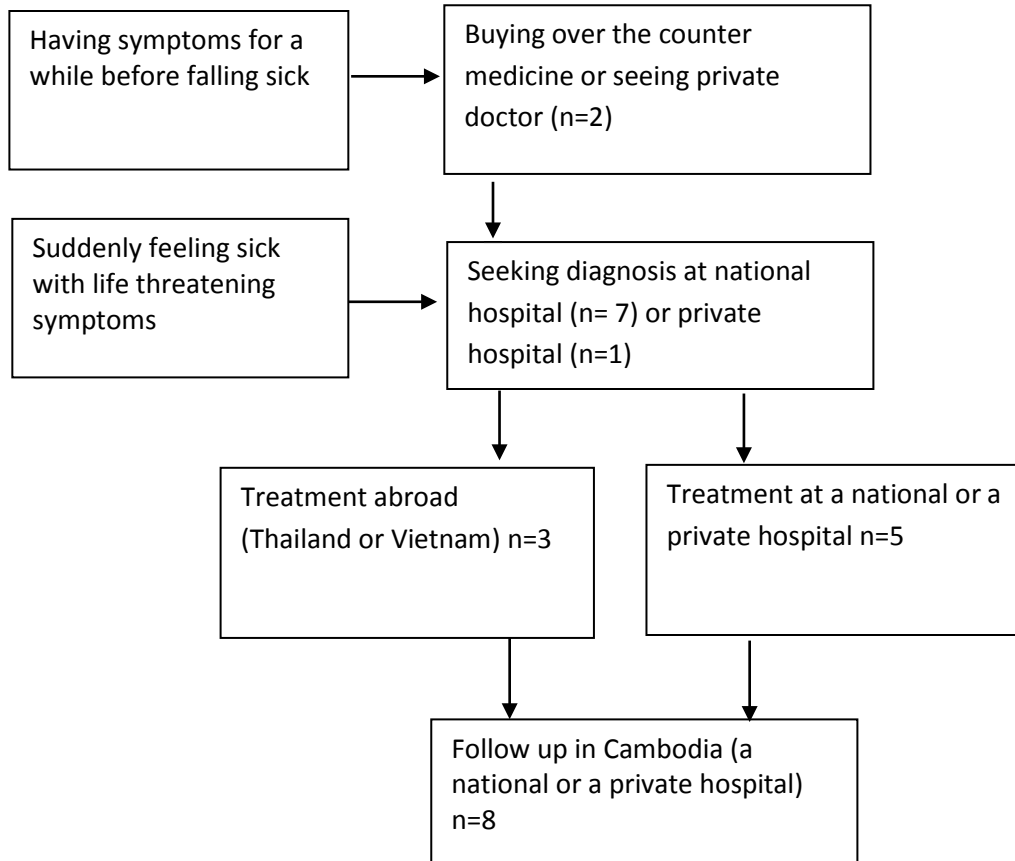 Having symptoms for a
while before falling sick
Buying over the counter
medicine or seeing private
doctor (n=2)
Suddenly feeling sick
with life threatening
symptoms
Seeking diagnosis at national
hospital (n= 7) or private
hospital (n=1)
Treatment abroad
(Thailand or Vietnam) n=3
Treatment at a national or a
private hospital n=5
Follow up in Cambodia (a
national or a private hospital)
n=8